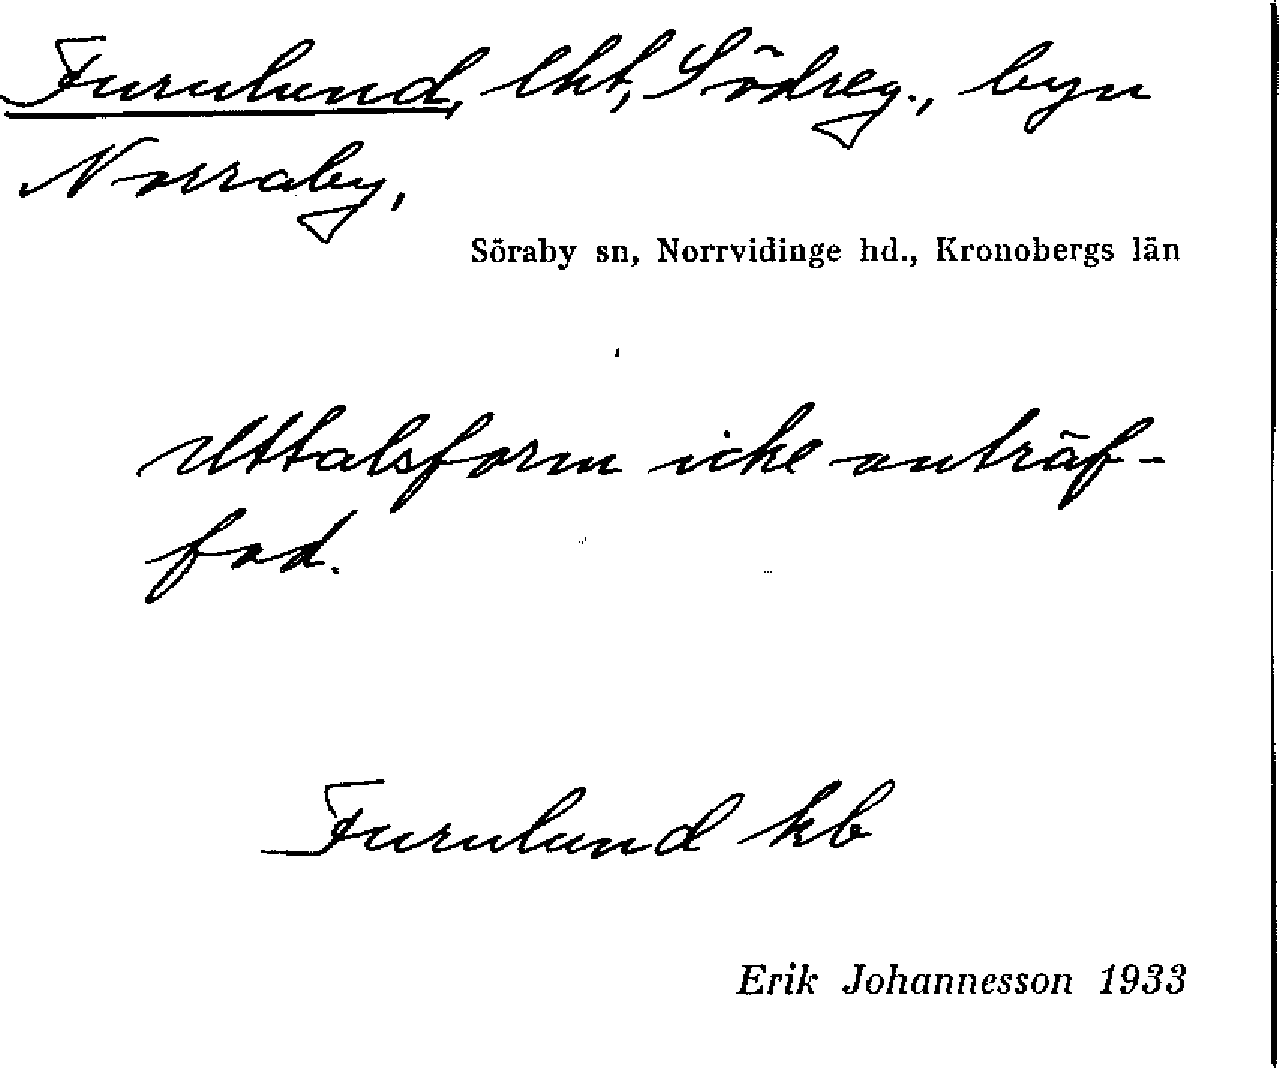 Furulund, lht, Södreg., byn
Norraby,
Söraby sn, Norrvidinge hd., Kronobergs län
Uttalsform icke anträf-
fad.
Furulund kb
Erik Johannesson 1933